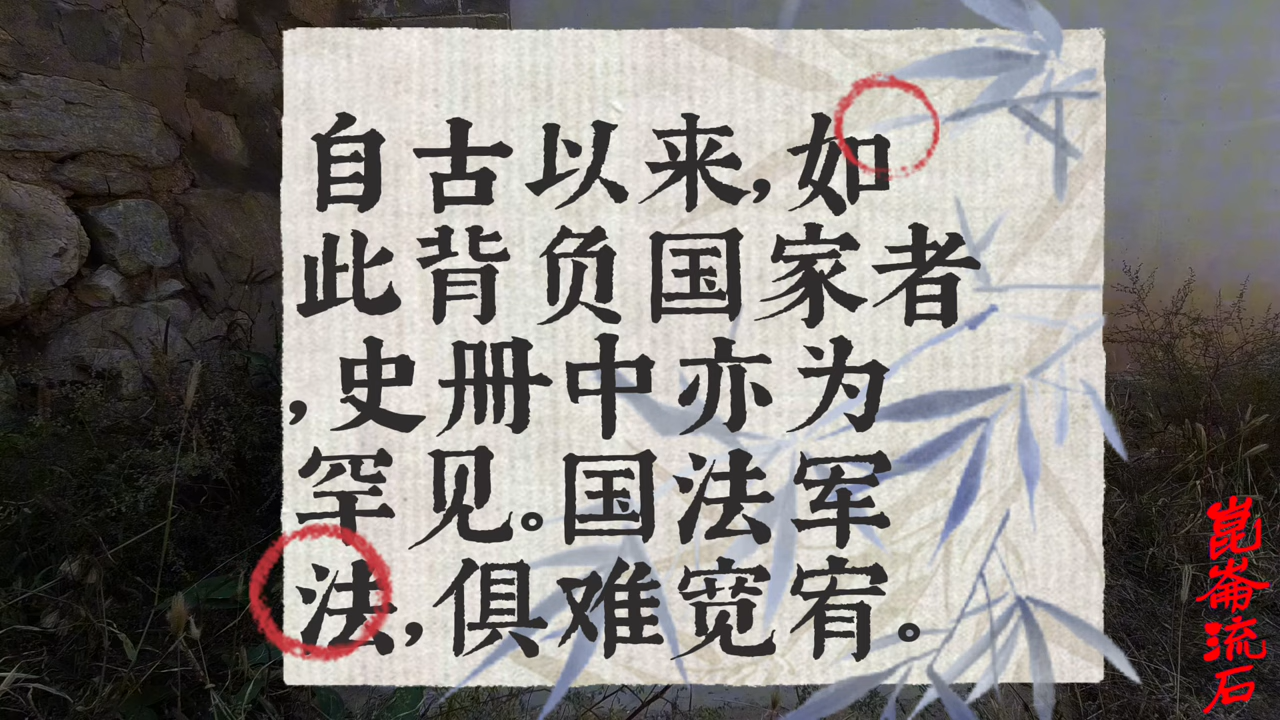 自古以来,如
此背负国家者
,史册中亦为
罕见。国法军
法,俱难宽宥。
崑崙流石